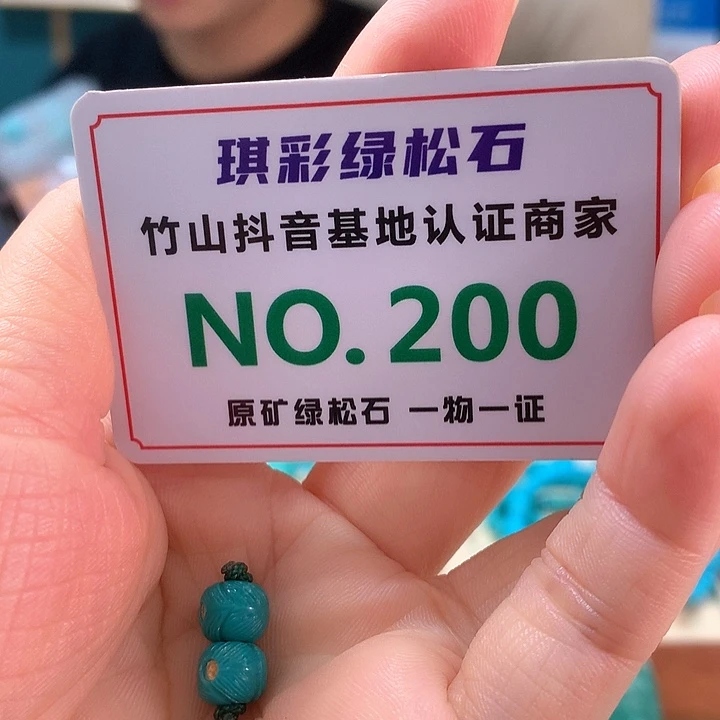 琪彩绿松石
竹山抖音基地认证商家
NO.200
原矿绿松石 一物一证